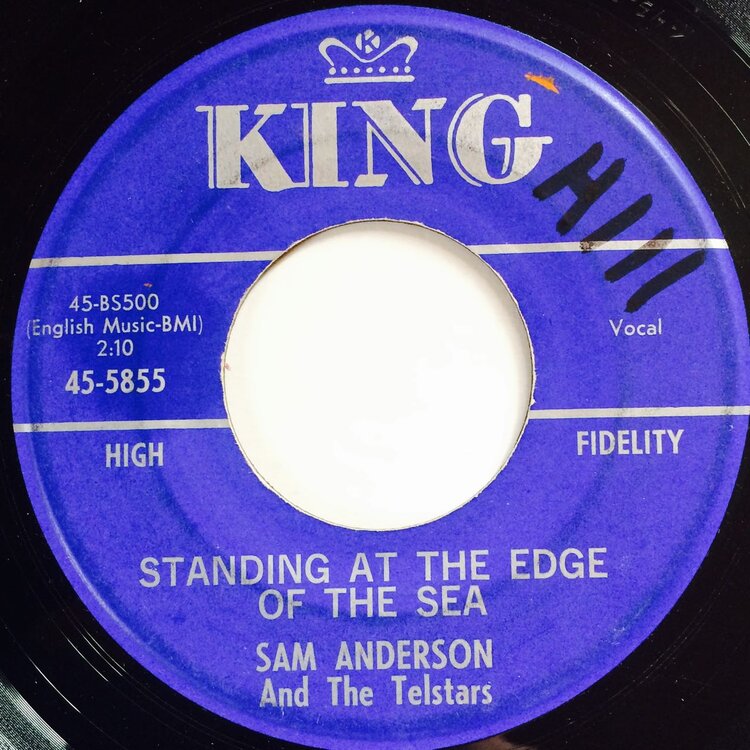 K
KING
45-BS500
(English Music-BMI)
2:10
45-5855
Vocal
HIGH
FIDELITY
STANDING AT THE EDGE
OF THE SEA
SAM ANDERSON
And The Telstars